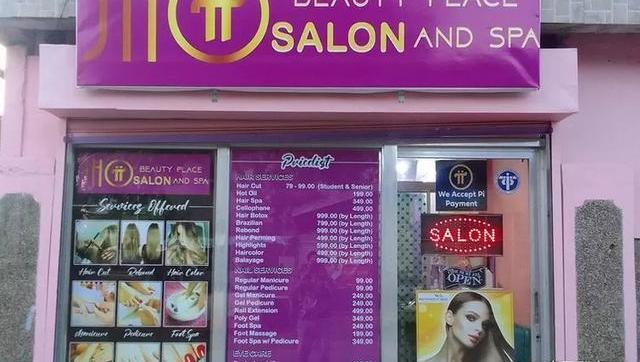 BEAUTY PLACE
SALON AND SPA
BEAUTY PLACE
SALON AND SPA
Services Offered
Hair Cut Rebond Hair Color
Manicure Pedicure Foot Spa
Pricelist
HAIR SERVICES
Hair Cut 79 - 99.00 (Student & Senior)
Hot Oil 199.00
Hair Spa 349.00
Cellophane 499.00
Hair Botox 999.00 (by Length)
Brazilian 799.00 (by Length)
Rebond 999.00 (by Length)
Hair Perming 499.00 (by Length)
Highlights 599.00 (by Length)
Haircolor 499.00 (by Length)
Balayage 999.00 (by Length)
NAIL SERVICES
Regular Manicure 99.00
Regular Pedicure 99.00
Gel Manicure 249.00
Gel Pedicure 249.00
Nail Extension 499.00
Poly Gel 349.00
Foot Spa 249.00
Foot Massage 199.00
Foot Spa w/ Pedicure 349.00
EYE CARE
We Accept Pi
Payment
SALON
OPEN